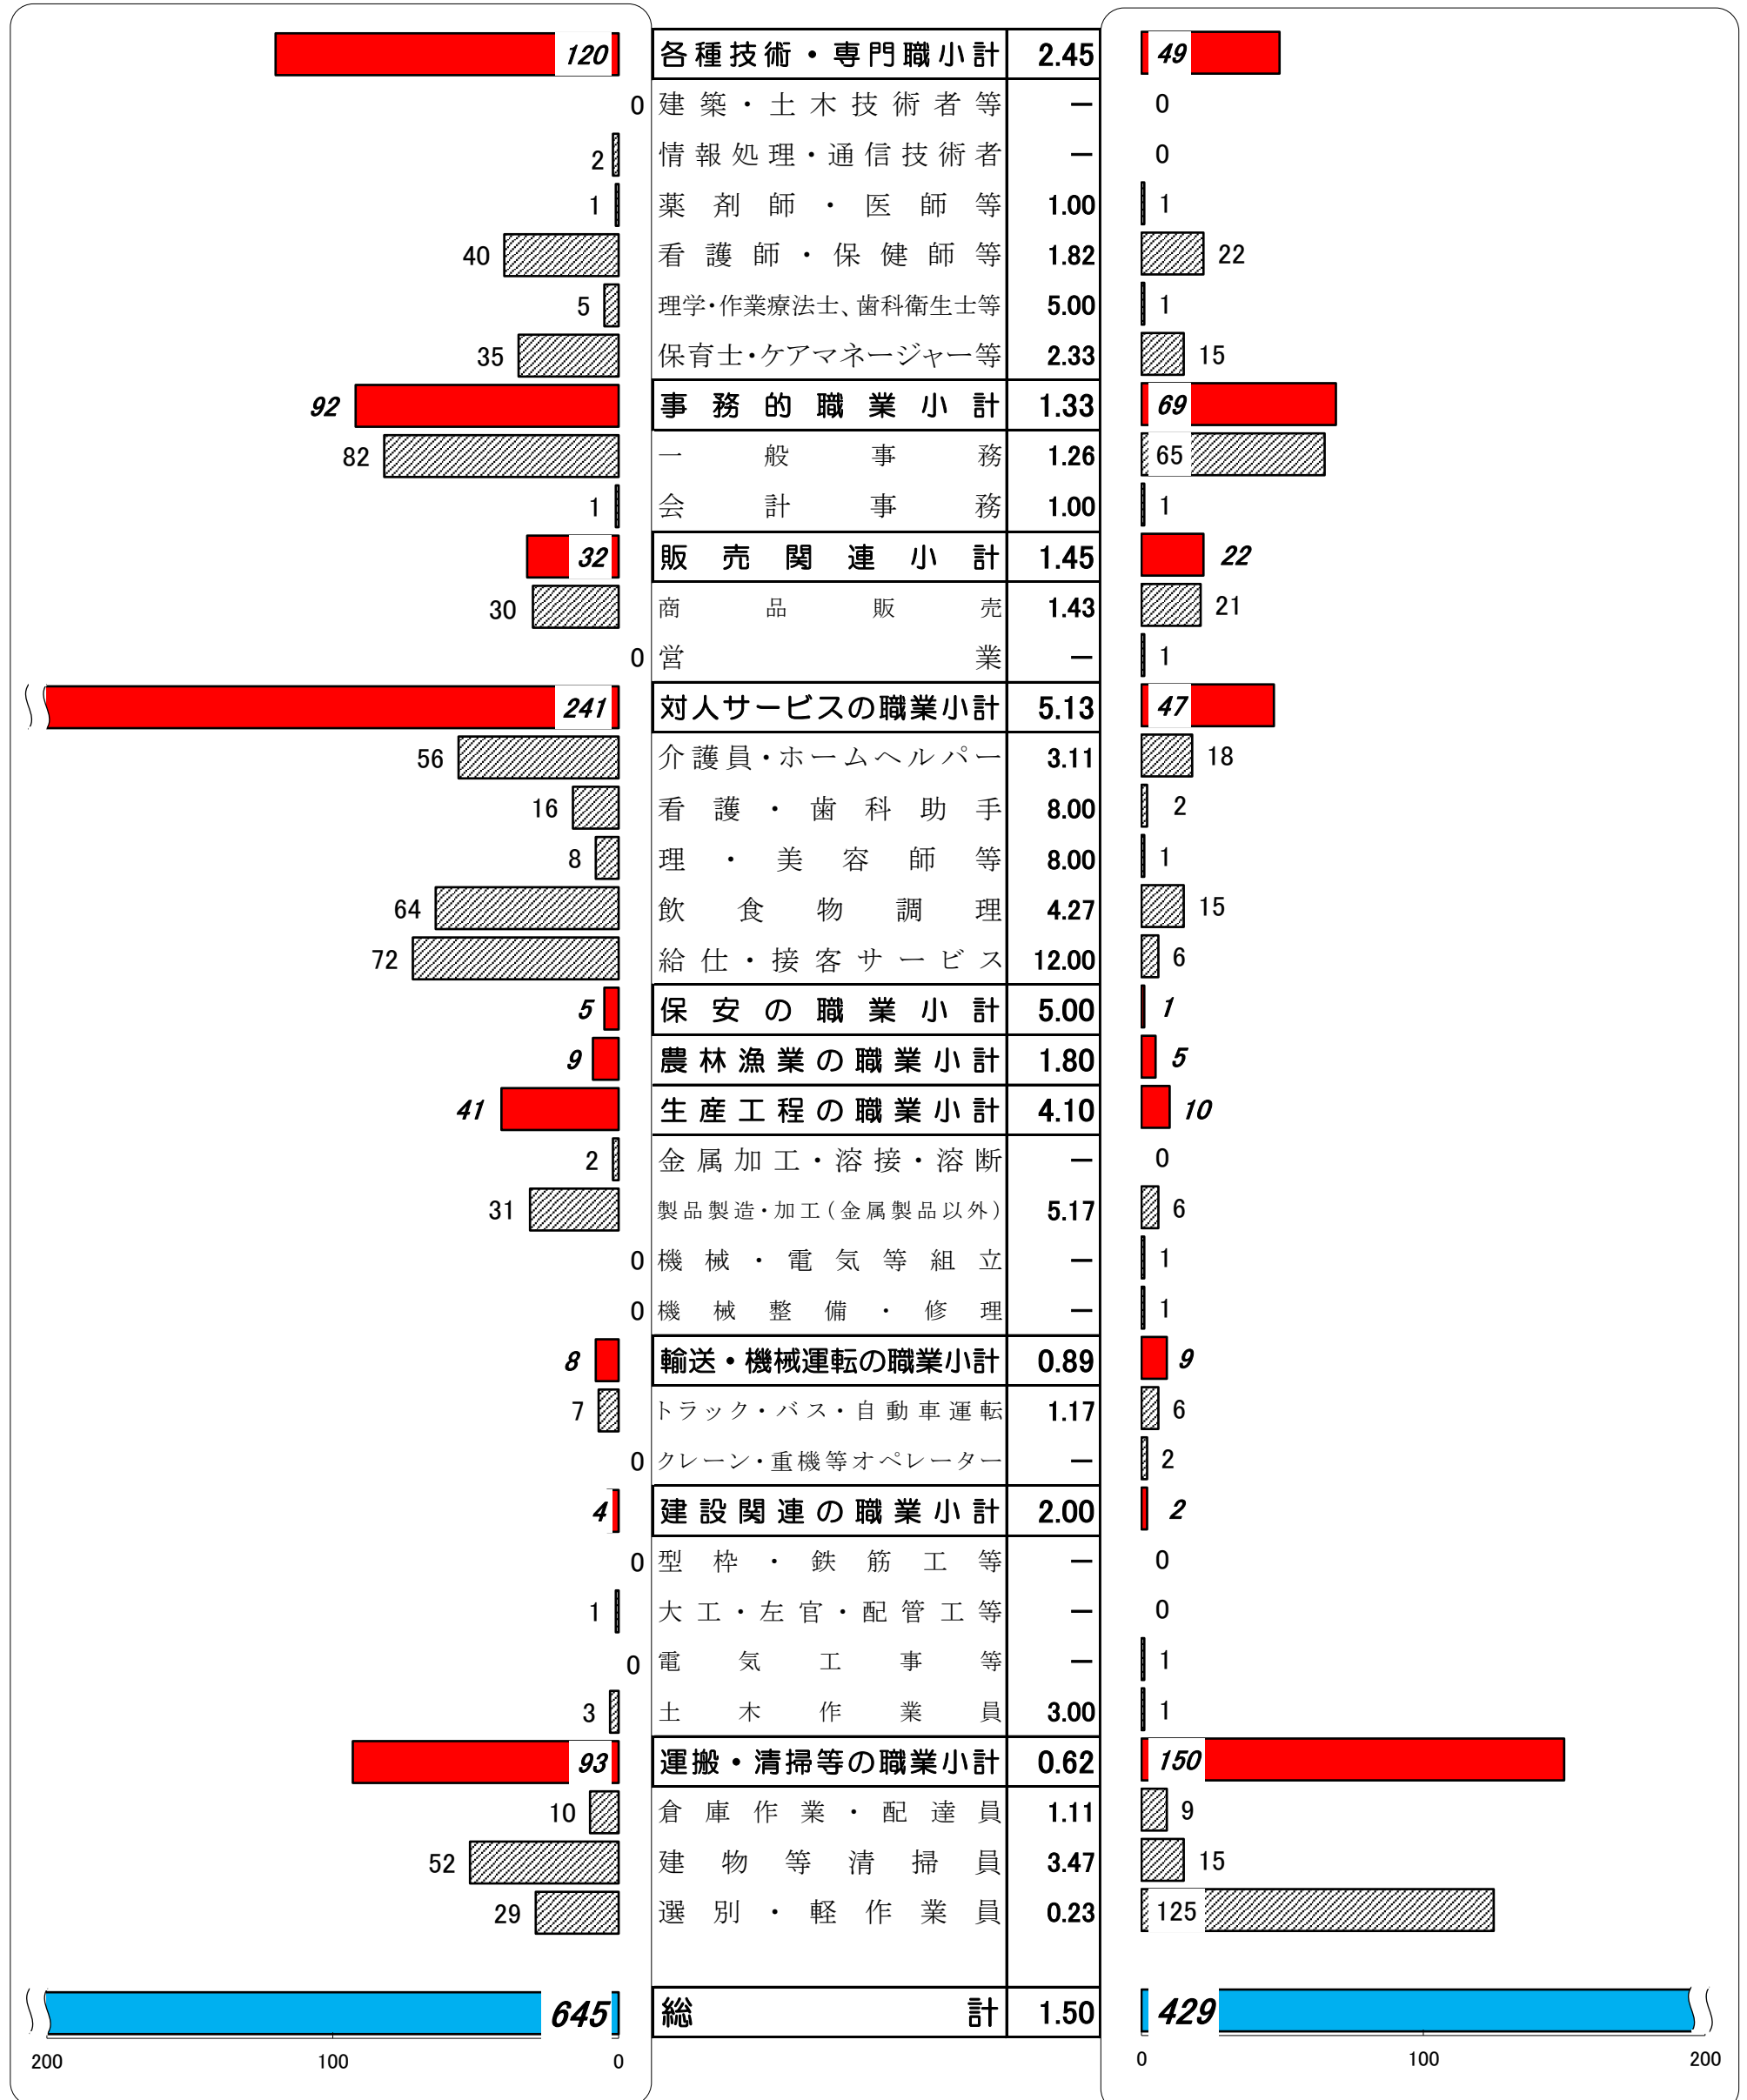 120 各種技術・専門職小計 2.45 49
0 建築・土木技術者等 ― 0
2 情報処理・通信技術者 ― 0
1 薬剤師・医師等 1.00 1
40 看護師・保健師等 1.82 22
5 理学・作業療法士、歯科衛生士等 5.00 1
35 保育士・ケアマネージャー等 2.33 15
92 事務的職業小計 1.33 69
82 一般事務 1.26 65
1 会計事務 1.00 1
32 販売関連小計 1.45 22
30 商品販売 1.43 21
0 営業 ― 1
241 対人サービスの職業小計 5.13 47
56 介護員・ホームヘルパー 3.11 18
16 看護・歯科助手 8.00 2
8 理・美容師等 8.00 1
64 飲食物調理 4.27 15
72 給仕・接客サービス 12.00 6
5 保安の職業小計 5.00 1
9 農林漁業の職業小計 1.80 5
41 生産工程の職業小計 4.10 10
2 金属加工・溶接・溶断 ― 0
31 製品製造・加工(金属製品以外) 5.17 6
0 機械・電気等組立 ― 1
0 機械整備・修理 ― 1
8 輸送・機械運転の職業小計 0.89 9
7 トラック・バス・自動車運転 1.17 6
0 クレーン・重機等オペレーター ― 2
4 建設関連の職業小計 2.00 2
0 型枠・鉄筋工等 ― 0
1 大工・左官・配管工等 ― 0
0 電気工事等 ― 1
3 土木作業員 3.00 1
93 運搬・清掃等の職業小計 0.62 150
10 倉庫作業・配達員 1.11 9
52 建物等清掃員 3.47 15
29 選別・軽作業員 0.23 125
645 総計 1.50 429
200 100 0 0 100 200